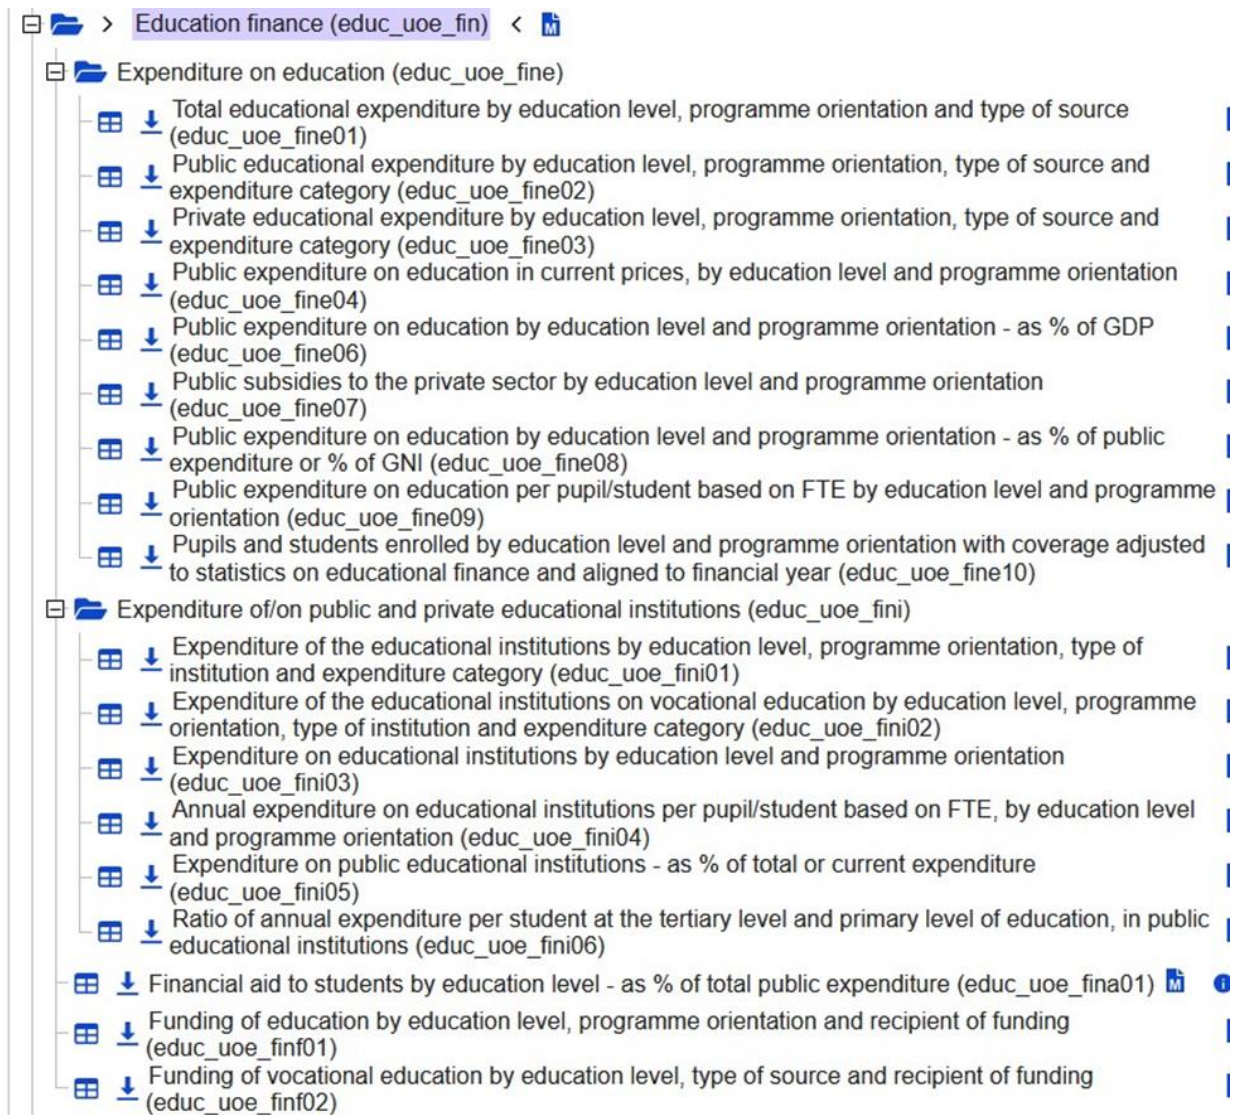 > Education finance (educ_uoe_fin) < M
Expenditure on education (educ_uoe_fine)
Total educational expenditure by education level, programme orientation and type of source
(educ_uoe_fine01)
Public educational expenditure by education level, programme orientation, type of source and
expenditure category (educ_uoe_fine02)
Private educational expenditure by education level, programme orientation, type of source and
expenditure category (educ_uoe_fine03)
Public expenditure on education in current prices, by education level and programme orientation
(educ_uoe_fine04)
Public expenditure on education by education level and programme orientation - as % of GDP
(educ_uoe_fine06)
Public subsidies to the private sector by education level and programme orientation
(educ_uoe_fine07)
Public expenditure on education by education level and programme orientation - as % of public
expenditure or % of GNI (educ_uoe_fine08)
Public expenditure on education per pupil/student based on FTE by education level and programme
orientation (educ_uoe_fine09)
Pupils and students enrolled by education level and programme orientation with coverage adjusted
to statistics on educational finance and aligned to financial year (educ_uoe_fine10)
Expenditure of/on public and private educational institutions (educ_uoe_fini)
Expenditure of the educational institutions by education level, programme orientation, type of
institution and expenditure category (educ_uoe_fini01)
Expenditure of the educational institutions on vocational education by education level, programme
orientation, type of institution and expenditure category (educ_uoe_fini02)
Expenditure on educational institutions by education level and programme orientation
(educ_uoe_fini03)
Annual expenditure on educational institutions per pupil/student based on FTE, by education level
and programme orientation (educ_uoe_fini04)
Expenditure on public educational institutions - as % of total or current expenditure
(educ_uoe_fini05)
Ratio of annual expenditure per student at the tertiary level and primary level of education, in public
educational institutions (educ_uoe_fini06)
Financial aid to students by education level - as % of total public expenditure (educ_uoe_fina01) M i
Funding of education by education level, programme orientation and recipient of funding
(educ_uoe_finf01)
Funding of vocational education by education level, type of source and recipient of funding
(educ_uoe_finf02)